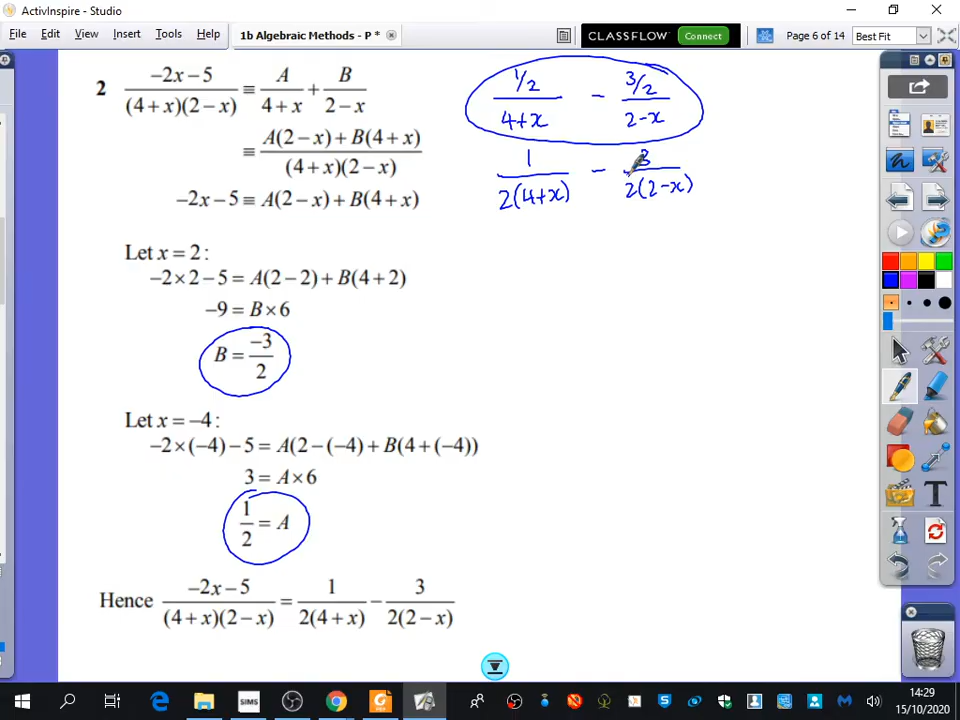 ActivInspire - Studio
File Edit View Insert Tools Help
1b Algebraic Methods - P *
CLASSFLOW Connect
Page 6 of 14
Best Fit
2 (-2x-5)/((4+x)(2-x)) ≡ A/(4+x) + B/(2-x)
≡ (A(2-x)+B(4+x))/((4+x)(2-x))
-2x-5 ≡ A(2-x)+B(4+x)
(1/2)/(4+x) - (3/2)/(2-x)
1/(2(4+x)) - 3/(2(2-x))
Let x = 2:
-2×2-5 = A(2-2)+B(4+2)
-9 = B×6
B = -3/2
Let x = -4:
-2×(-4)-5 = A(2-(-4)+B(4+(-4))
3 = A×6
1/2 = A
Hence (-2x-5)/((4+x)(2-x)) = 1/(2(4+x)) - 3/(2(2-x))
T
SIMS
14:29
15/10/2020